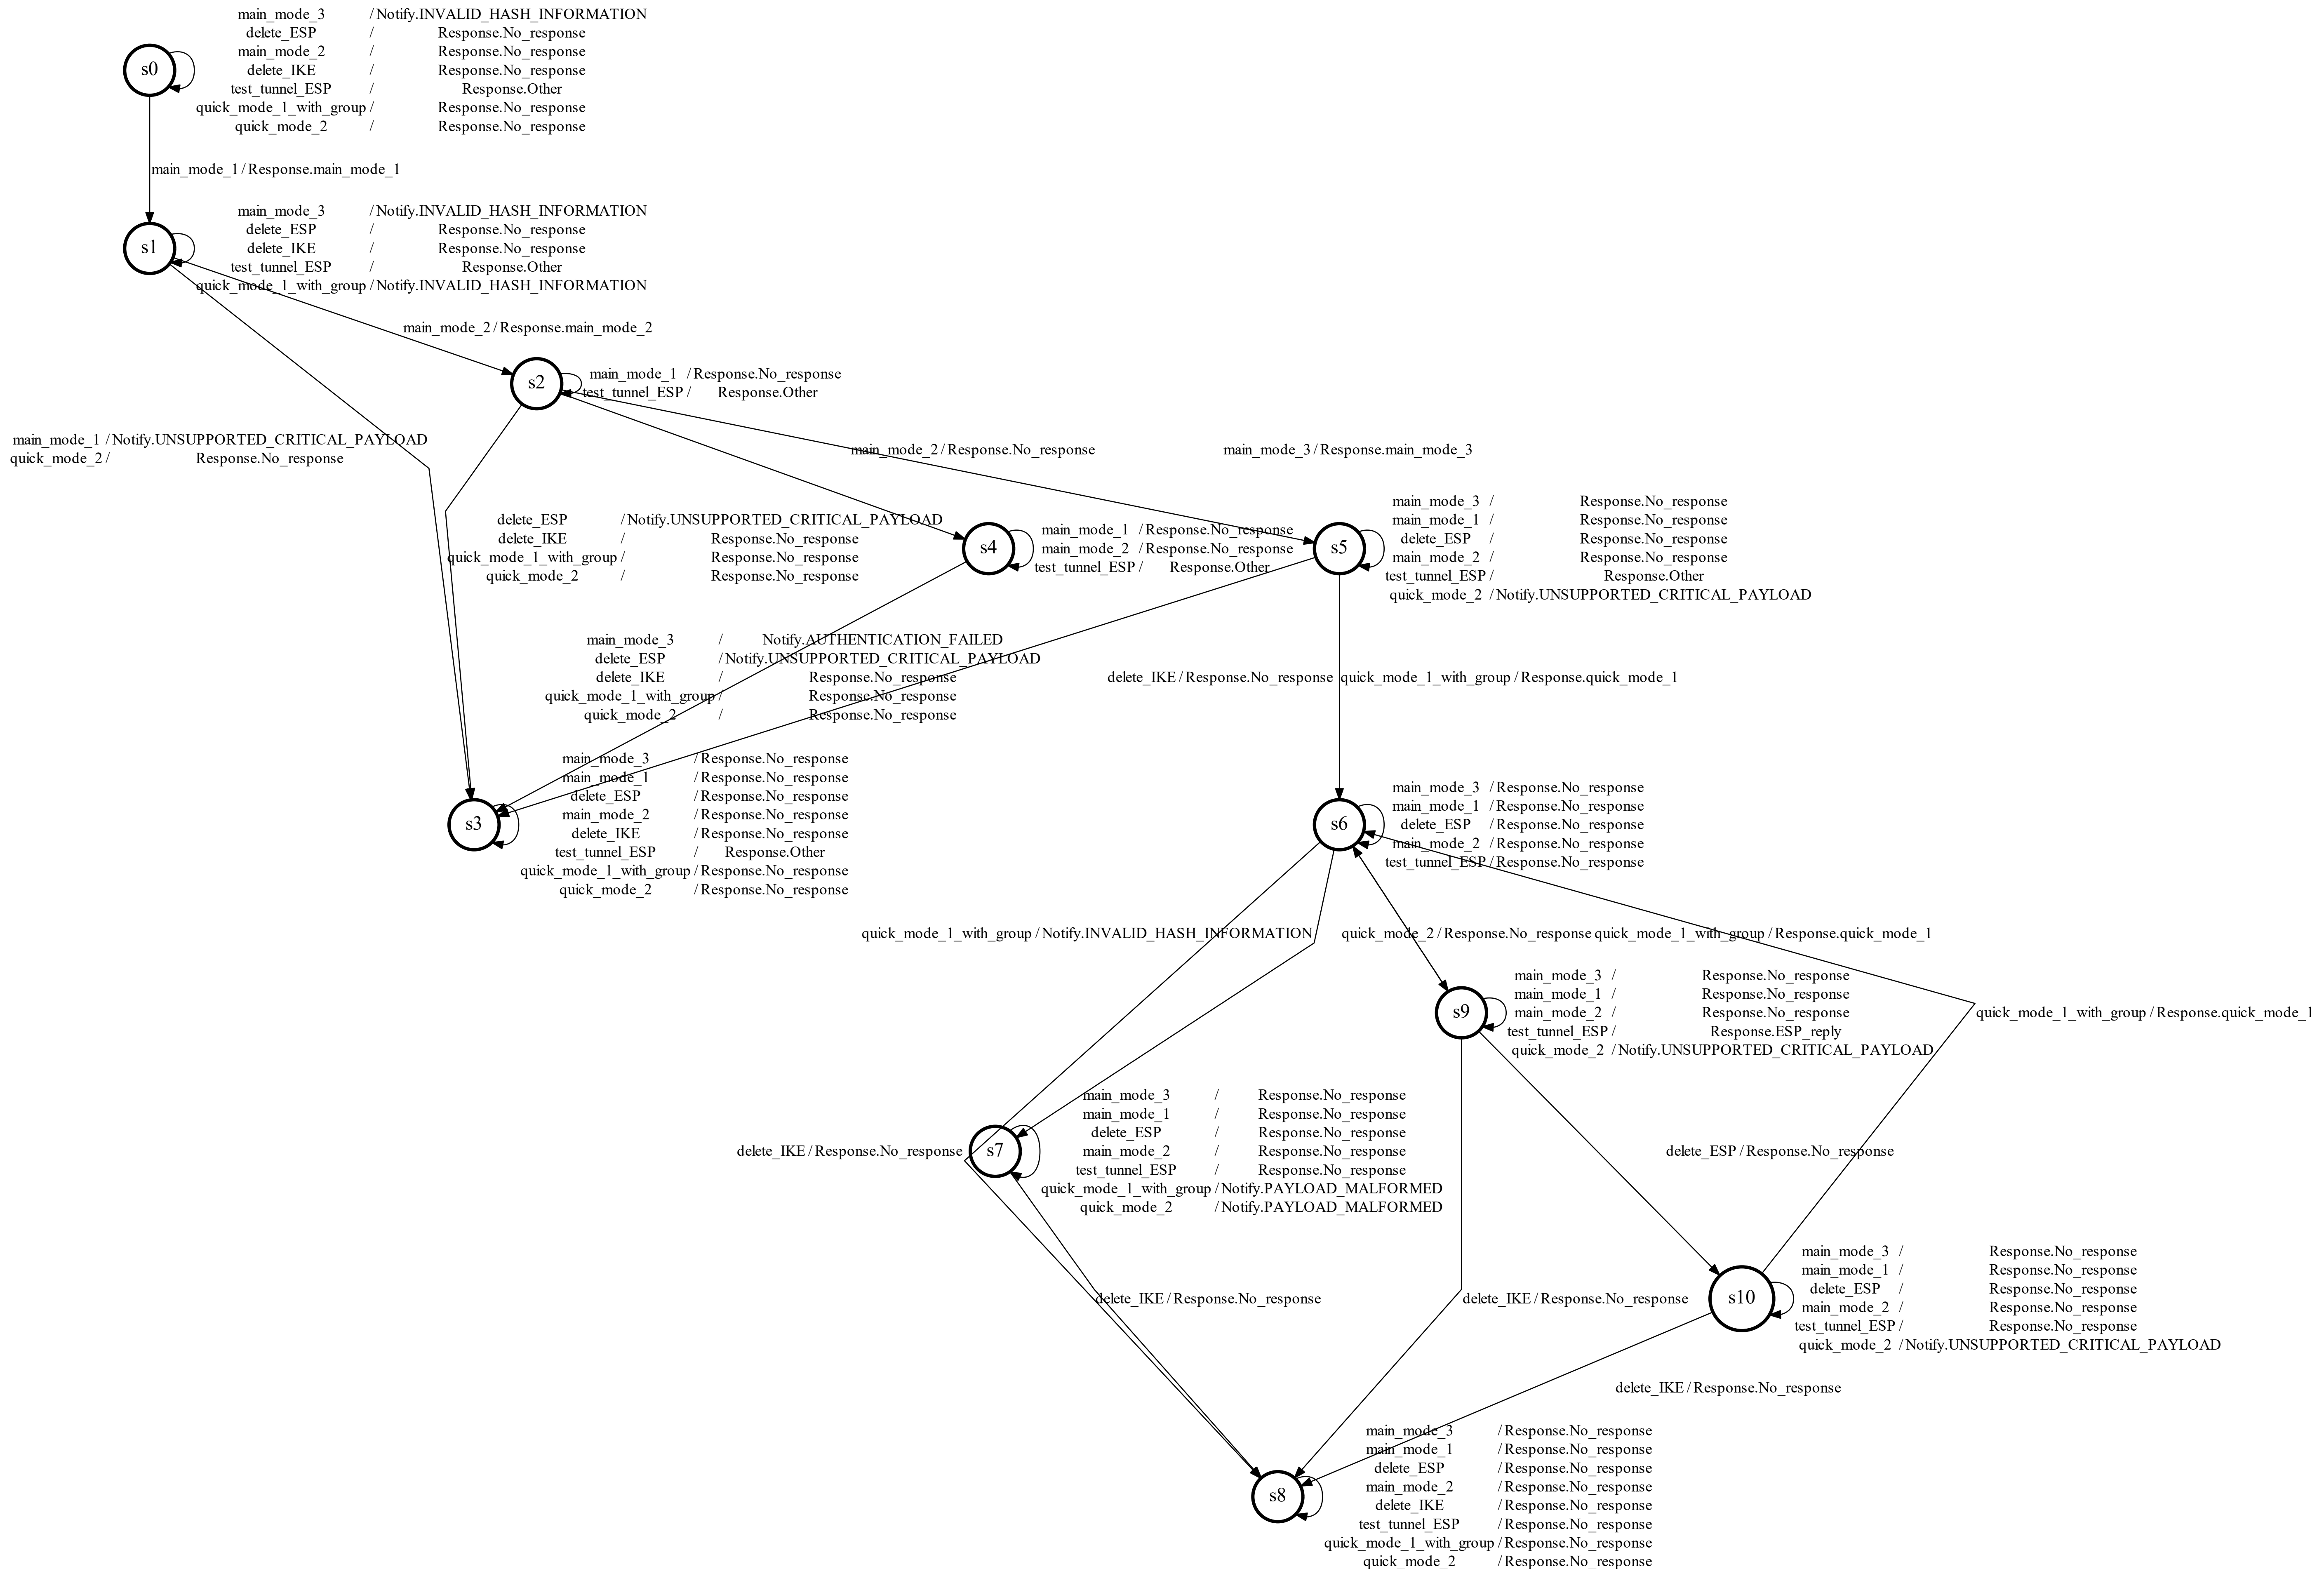 main_mode_3 / Notify.INVALID_HASH_INFORMATION
delete_ESP / Response.No_response
main_mode_2 / Response.No_response
delete_IKE / Response.No_response
test_tunnel_ESP / Response.Other
quick_mode_1_with_group / Response.No_response
quick_mode_2 / Response.No_response
s0
main_mode_1 / Response.main_mode_1
main_mode_3 / Notify.INVALID_HASH_INFORMATION
delete_ESP / Response.No_response
delete_IKE / Response.No_response
test_tunnel_ESP / Response.Other
quick_mode_1_with_group / Notify.INVALID_HASH_INFORMATION
s1
main_mode_2 / Response.main_mode_2
s2
main_mode_1 / Response.No_response
test_tunnel_ESP / Response.Other
main_mode_1 / Notify.UNSUPPORTED_CRITICAL_PAYLOAD
quick_mode_2 / Response.No_response
main_mode_2 / Response.No_response
main_mode_3 / Response.main_mode_3
delete_ESP / Notify.UNSUPPORTED_CRITICAL_PAYLOAD
delete_IKE / Response.No_response
quick_mode_1_with_group / Response.No_response
quick_mode_2 / Response.No_response
s4
main_mode_1 / Response.No_response
main_mode_2 / Response.No_response
test_tunnel_ESP / Response.Other
s5
main_mode_3 / Response.No_response
main_mode_1 / Response.No_response
delete_ESP / Response.No_response
main_mode_2 / Response.No_response
test_tunnel_ESP / Response.Other
quick_mode_2 / Notify.UNSUPPORTED_CRITICAL_PAYLOAD
main_mode_3 / Notify.AUTHENTICATION_FAILED
delete_ESP / Notify.UNSUPPORTED_CRITICAL_PAYLOAD
delete_IKE / Response.No_response
quick_mode_1_with_group / Response.No_response
quick_mode_2 / Response.No_response
delete_IKE / Response.No_response
quick_mode_1_with_group / Response.quick_mode_1
s3
main_mode_3 / Response.No_response
main_mode_1 / Response.No_response
delete_ESP / Response.No_response
main_mode_2 / Response.No_response
delete_IKE / Response.No_response
test_tunnel_ESP / Response.Other
quick_mode_1_with_group / Response.No_response
quick_mode_2 / Response.No_response
s6
main_mode_3 / Response.No_response
main_mode_1 / Response.No_response
delete_ESP / Response.No_response
main_mode_2 / Response.No_response
test_tunnel_ESP / Response.No_response
quick_mode_1_with_group / Notify.INVALID_HASH_INFORMATION
quick_mode_2 / Response.No_response
quick_mode_1_with_group / Response.quick_mode_1
s9
main_mode_3 / Response.No_response
main_mode_1 / Response.No_response
main_mode_2 / Response.No_response
test_tunnel_ESP / Response.ESP_reply
quick_mode_2 / Notify.UNSUPPORTED_CRITICAL_PAYLOAD
quick_mode_1_with_group / Response.quick_mode_1
delete_IKE / Response.No_response
s7
main_mode_3 / Response.No_response
main_mode_1 / Response.No_response
delete_ESP / Response.No_response
main_mode_2 / Response.No_response
test_tunnel_ESP / Response.No_response
quick_mode_1_with_group / Notify.PAYLOAD_MALFORMED
quick_mode_2 / Notify.PAYLOAD_MALFORMED
delete_ESP / Response.No_response
delete_IKE / Response.No_response
delete_IKE / Response.No_response
s10
main_mode_3 / Response.No_response
main_mode_1 / Response.No_response
delete_ESP / Response.No_response
main_mode_2 / Response.No_response
test_tunnel_ESP / Response.No_response
quick_mode_2 / Notify.UNSUPPORTED_CRITICAL_PAYLOAD
delete_IKE / Response.No_response
s8
main_mode_3 / Response.No_response
main_mode_1 / Response.No_response
delete_ESP / Response.No_response
main_mode_2 / Response.No_response
delete_IKE / Response.No_response
test_tunnel_ESP / Response.No_response
quick_mode_1_with_group / Response.No_response
quick_mode_2 / Response.No_response